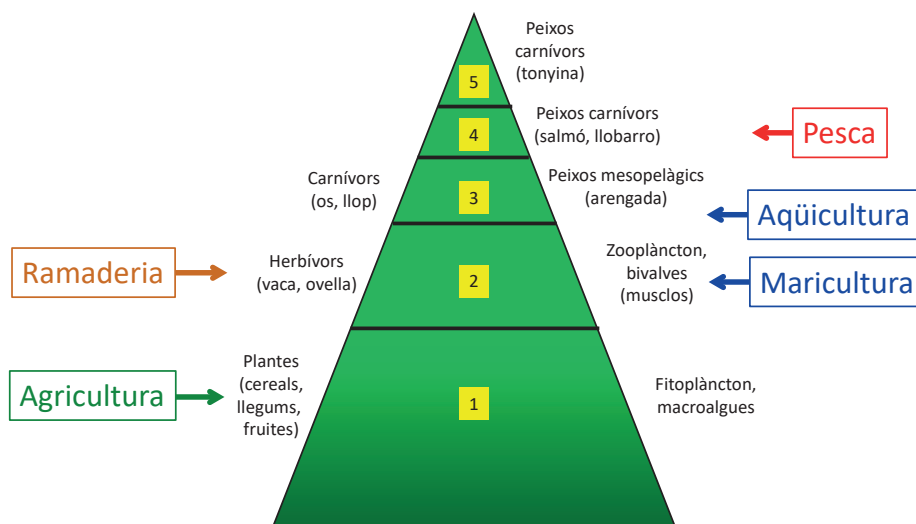 Peixos
carnívors
(tonyina)
5
Peixos carnívors
(salmó, llobarro)
4
Pesca
Carnívors
(os, llop)
3
Peixos mesopelàgics
(arengada)
Aqüicultura
Ramaderia
Herbívors
(vaca, ovella)
2
Zooplàncton,
bivalves
(musclos)
Maricultura
Agricultura
Plantes
(cereals,
llegums,
fruites)
1
Fitoplàncton,
macroalgues